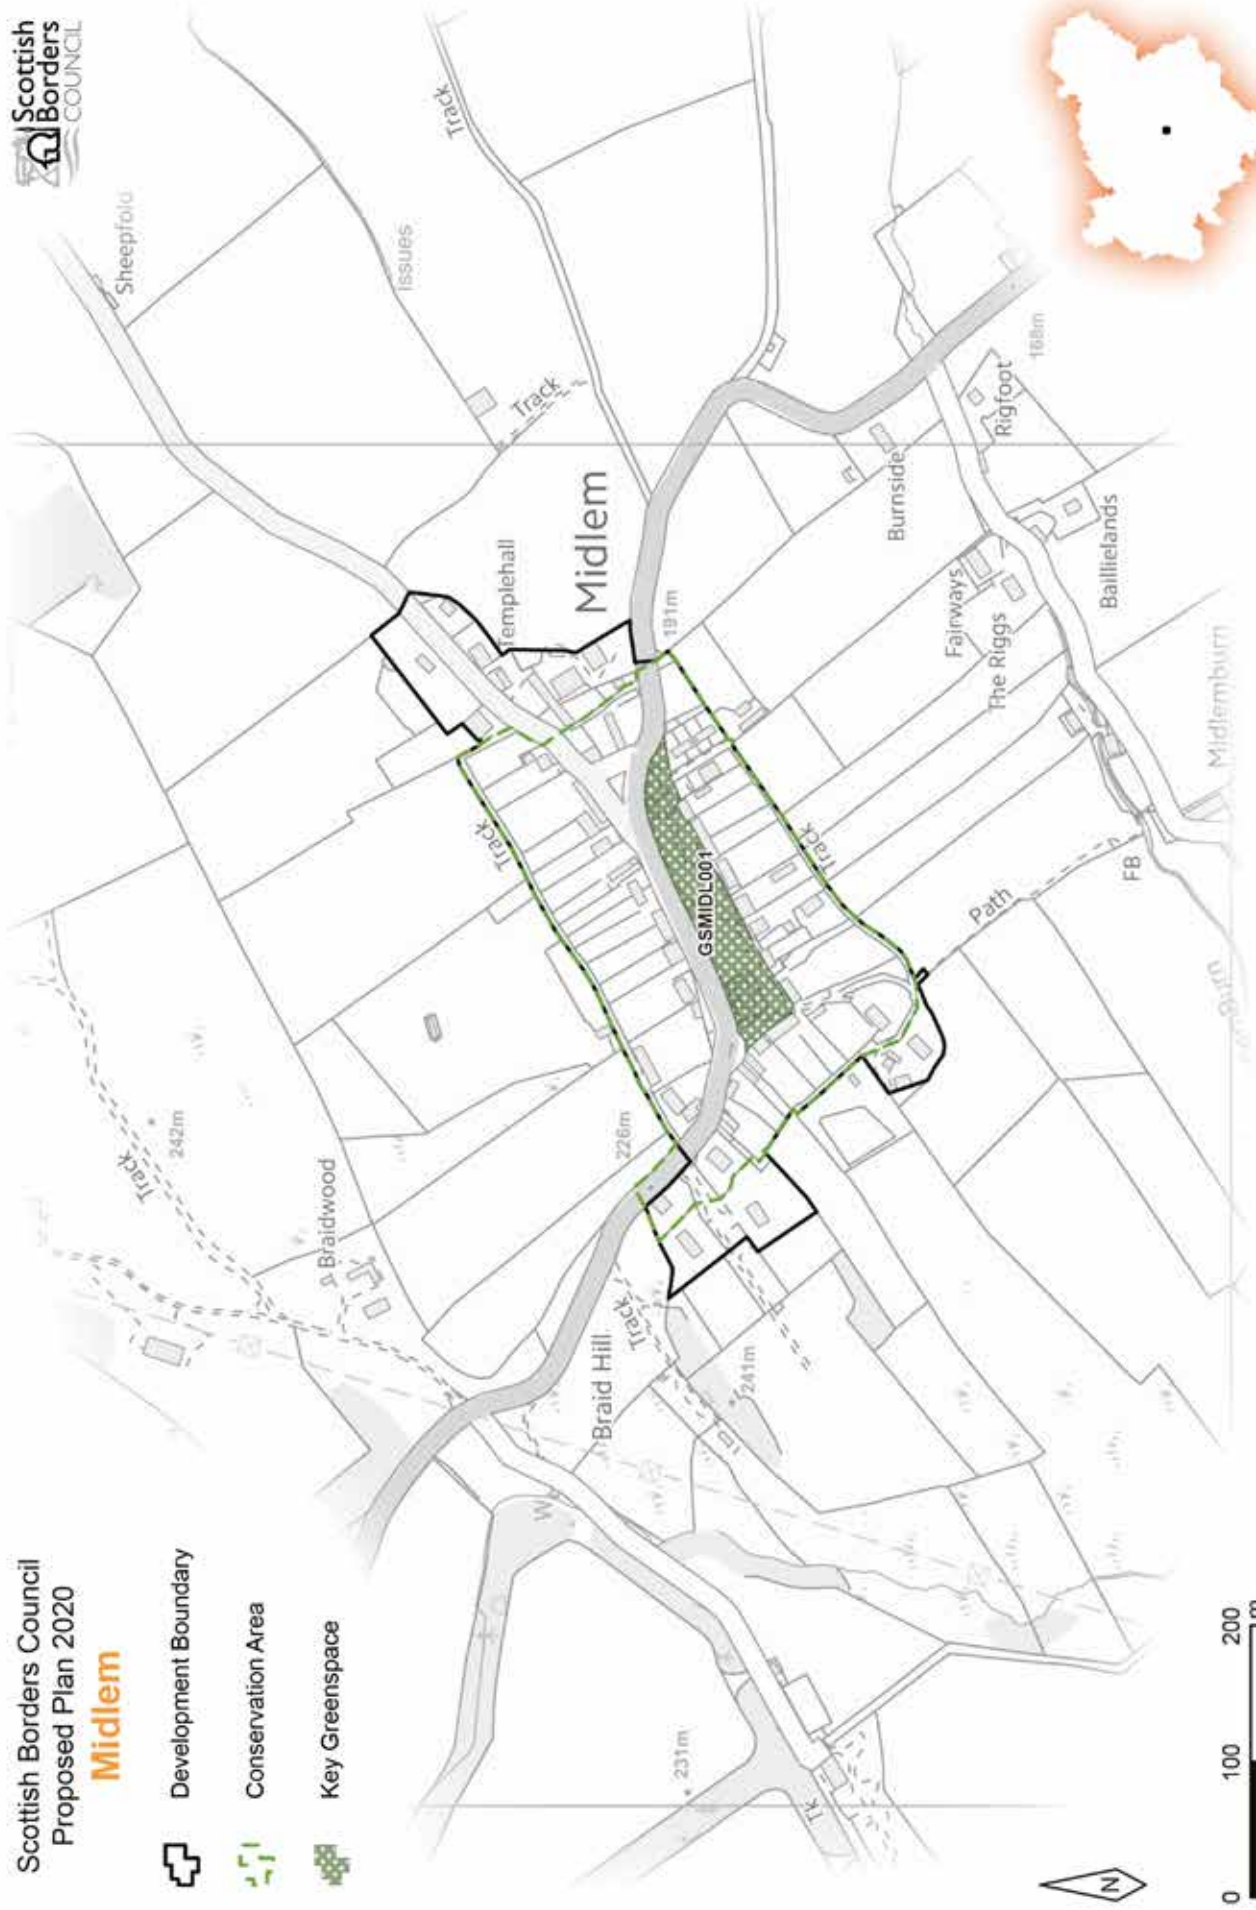 Scottish Borders Council
Proposed Plan 2020
Midlem
Development Boundary
Conservation Area
Key Greenspace
Scottish
Borders
COUNCIL
Sheepfold
Track
Issues
Track
242m
Track
Braidwood
Track
Templehall
Midlem
226m
191m
Braid Hill
Track
GSMIDL001
Track
241m
W
231m
Tk
Burnside
Rigfoot
168m
Fairways
The Riggs
Baillielands
Path
FB
Midlemburn
Burn
N
0
100
200
m